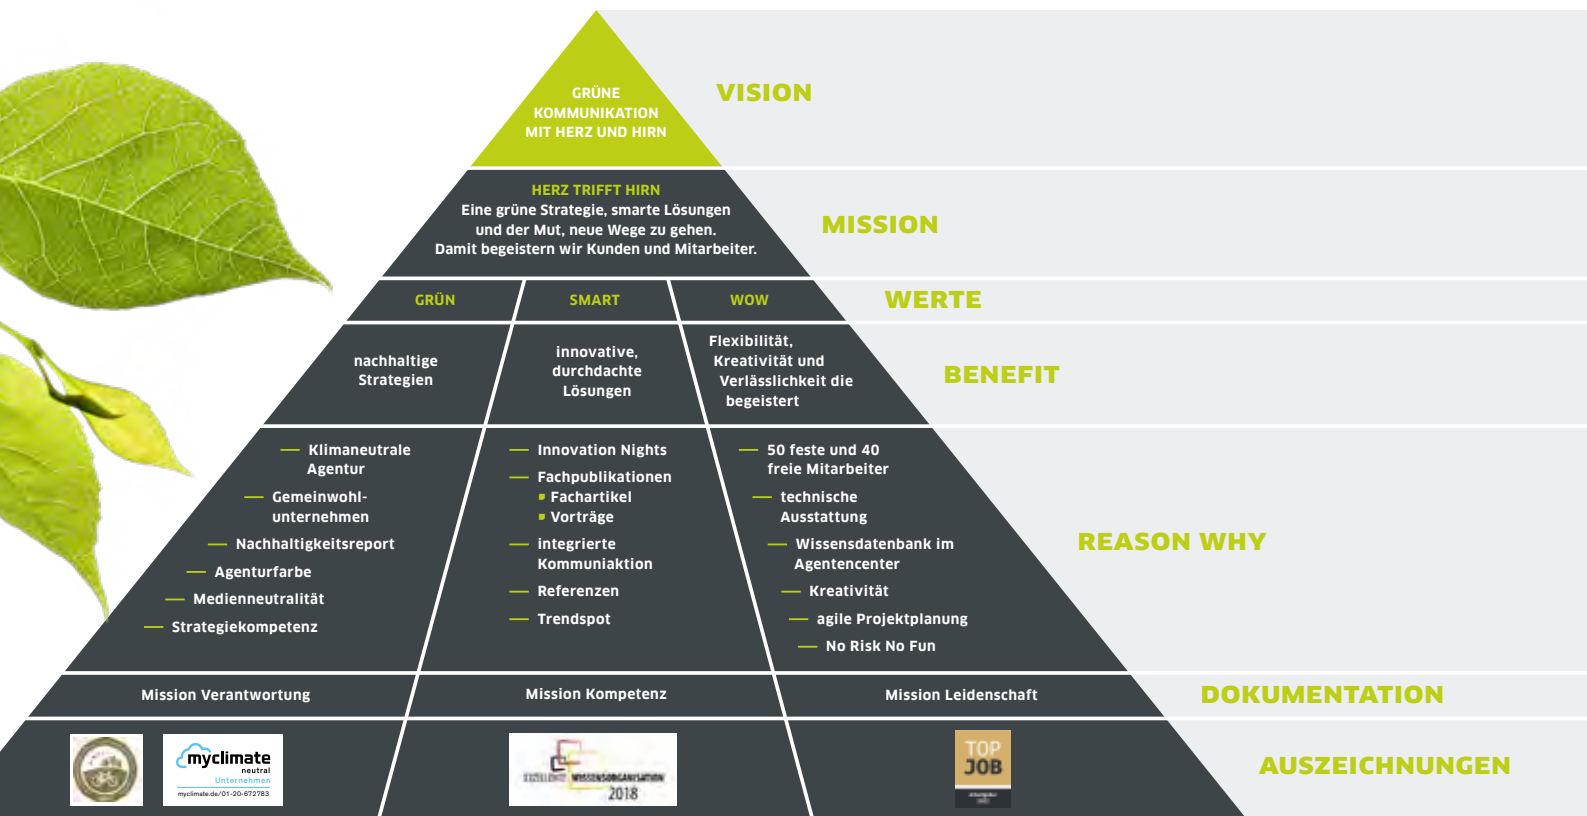 GRÜNE
KOMMUNIKATION
MIT HERZ UND HIRN
VISION
HERZ TRIFFT HIRN
Eine grüne Strategie, smarte Lösungen
und der Mut, neue Wege zu gehen.
Damit begeistern wir Kunden und Mitarbeiter.
MISSION
GRÜN
SMART
WOW
WERTE
nachhaltige
Strategien
innovative,
durchdachte
Lösungen
Flexibilität,
Kreativität und
Verlässlichkeit die
begeistert
BENEFIT
— Klimaneutrale
Agentur
— Gemeinwohl-
unternehmen
— Nachhaltigkeitsreport
— Agenturfarbe
— Medienneutralität
— Strategiekompetenz
— Innovation Nights
— Fachpublikationen
Fachartikel
Vorträge
— integrierte
Kommuniaktion
— Referenzen
— Trendspot
— 50 feste und 40
freie Mitarbeiter
— technische
Ausstattung
— Wissensdatenbank im
Agentencenter
— Kreativität
— agile Projektplanung
— No Risk No Fun
REASON WHY
Mission Verantwortung
Mission Kompetenz
Mission Leidenschaft
DOKUMENTATION
myclimate
neutral
Unternehmen
myclimate.de/01-20-672783
EXZELLENTE WISSENSORGANISATION
2018
TOP
JOB
AUSZEICHNUNGEN